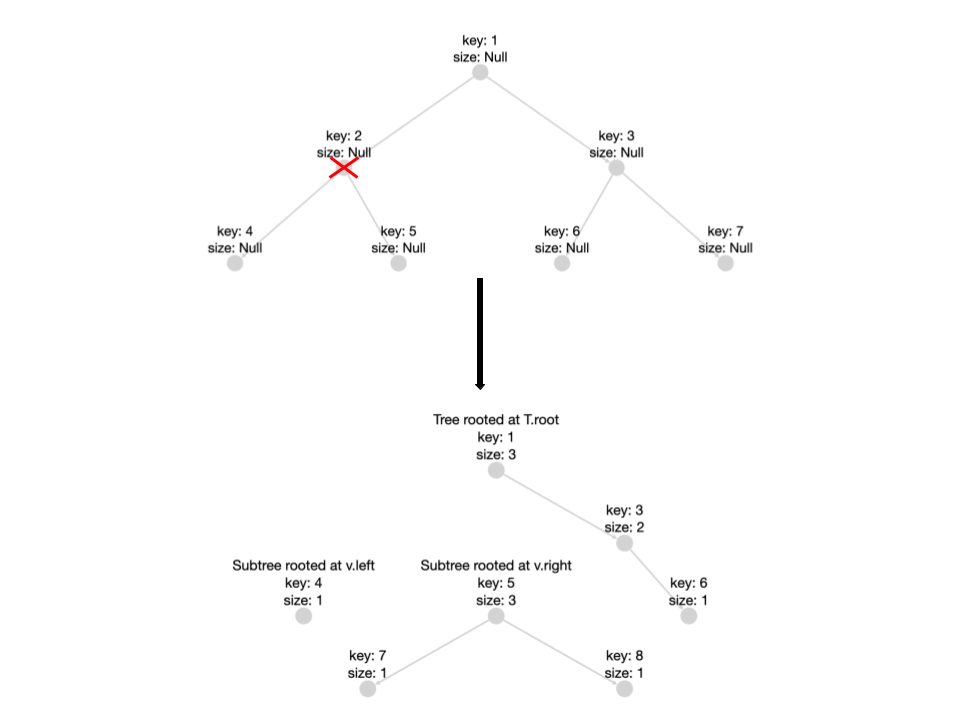 key: 1
size: Null
key: 2
size: Null
key: 3
size: Null
key: 4
size: Null
key: 5
size: Null
key: 6
size: Null
key: 7
size: Null
Tree rooted at T.root
key: 1
size: 3
key: 3
size: 2
Subtree rooted at v.left
key: 4
size: 1
Subtree rooted at v.right
key: 5
size: 3
key: 6
size: 1
key: 7
size: 1
key: 8
size: 1